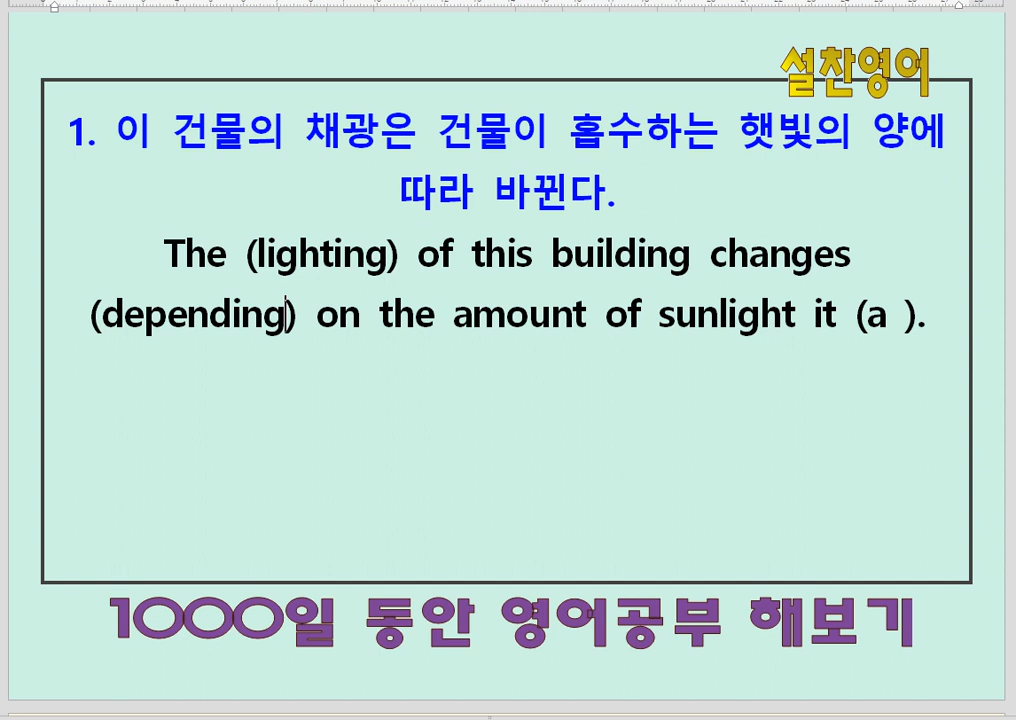 설찬영어
1. 이 건물의 채광은 건물이 흡수하는 햇빛의 양에
따라 바뀐다.
The (lighting) of this building changes
(depending) on the amount of sunlight it (a ).
1000일 동안 영어공부 해보기